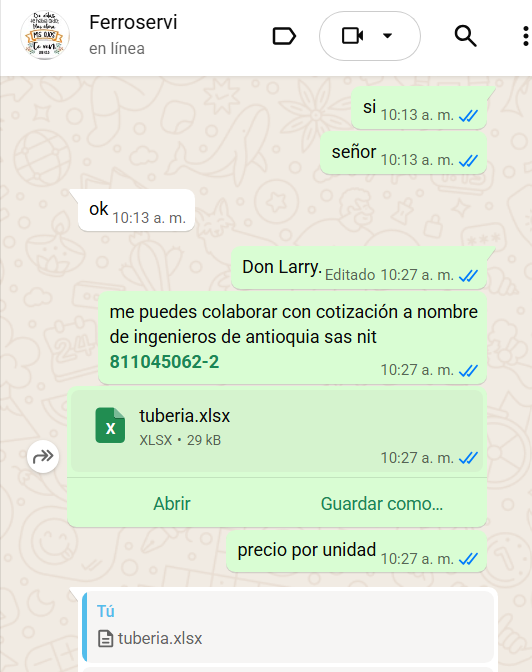 Ferroservi
en línea
si 10:13 a. m.
señor 10:13 a. m.
ok 10:13 a. m.
Don Larry. Editado 10:27 a. m.
me puedes colaborar con cotización a nombre
de ingenieros de antioquia sas nit
811045062-2 10:27 a. m.
X
tuberia.xlsx
XLSX • 29 kB
10:27 a. m.
Abrir Guardar como...
precio por unidad 10:27 a. m.
Tú
tuberia.xlsx